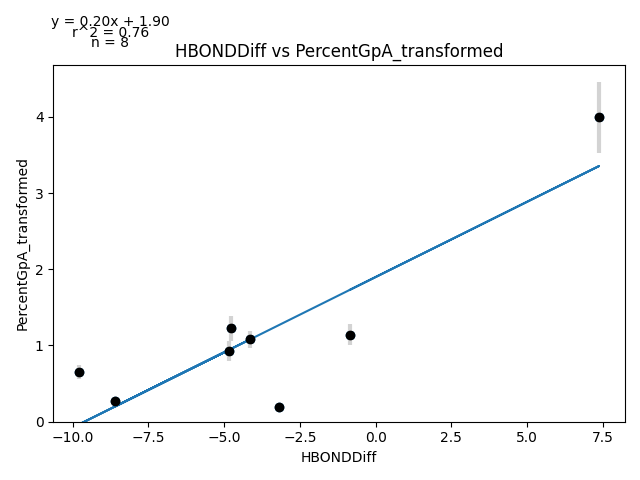 y = 0.20x + 1.90
r^2 = 0.76
n = 8
HBONDDiff vs PercentGpA_transformed
PercentGpA_transformed
4
3
2
1
0
−10.0 −7.5 −5.0 −2.5 0.0 2.5 5.0 7.5
HBONDDiff